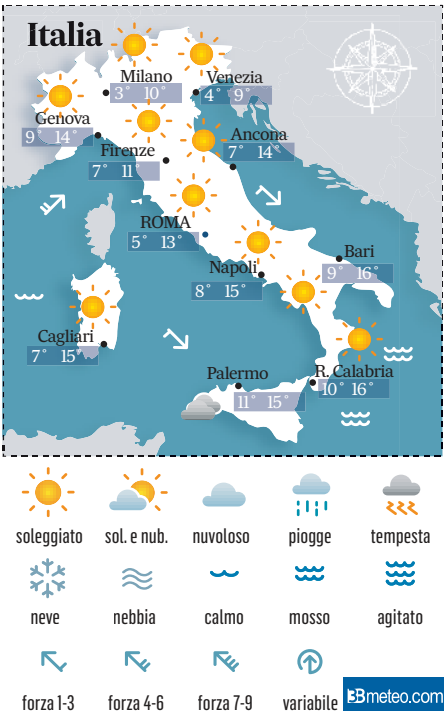 Italia
Milano
3° 10°
Venezia
4° 9°
Genova
9° 14°
Firenze
7° 11°
Ancona
7° 14°
ROMA
5° 13°
Bari
9° 16°
Napoli
8° 15°
Cagliari
7° 15°
Palermo
11° 15°
R. Calabria
10° 16°
soleggiato sol. e nub. nuvoloso piogge tempesta
neve nebbia calmo mosso agitato
forza 1-3 forza 4-6 forza 7-9 variabile
3Bmeteo.com